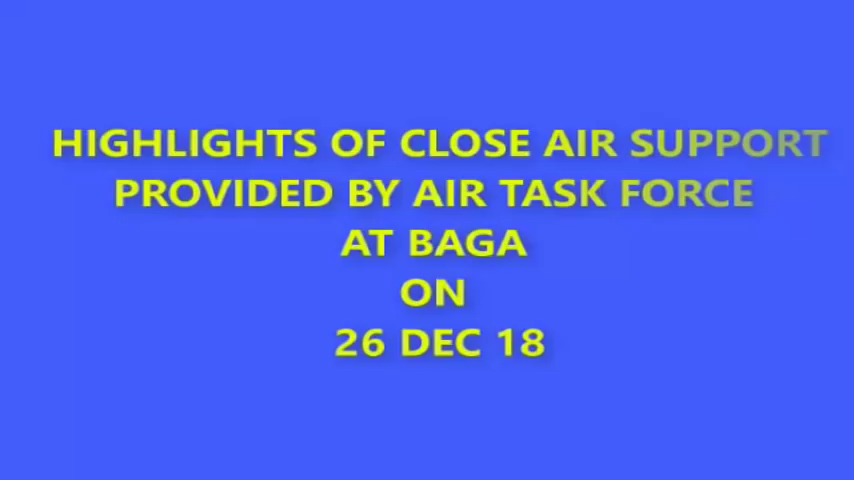 HIGHLIGHTS OF CLOSE AIR SUPPORT
PROVIDED BY AIR TASK FORCE
AT BAGA
ON
26 DEC 18